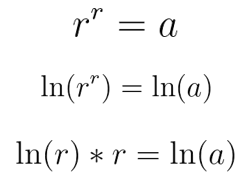 r^r = a
ln(r^r) = ln(a)
ln(r) * r = ln(a)